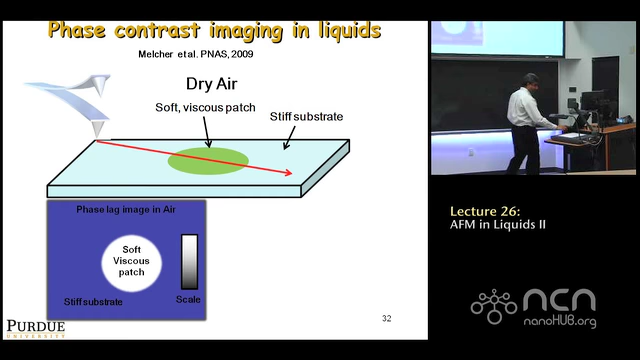 Phase contrast imaging in liquids
Melcher et al. PNAS, 2009
Dry Air
Soft, viscous patch
Stiff substrate
Phase lag image in Air
Soft
Viscous
patch
Stiff substrate
Scale
PURDUE
UNIVERSITY
32
Lecture 26:
AFM in Liquids II
ncn
nanoHUB.org